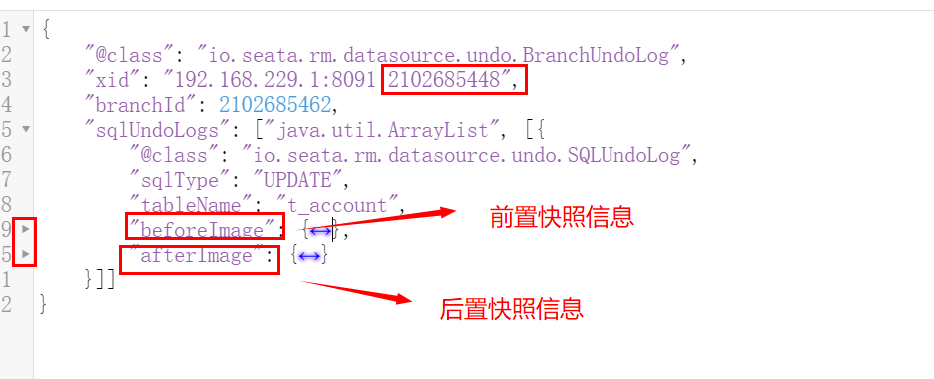 1 {
2 "@class": "io.seata.rm.datasource.undo.BranchUndoLog",
3 "xid": "192.168.229.1:8091 2102685448",
4 "branchId": 2102685462,
5 "sqlUndoLogs": ["java.util.ArrayList", [{
6 "@class": "io.seata.rm.datasource.undo.SQLUndoLog",
7 "sqlType": "UPDATE",
8 "tableName": "t_account",
9 "beforeImage": {↔}, 前置快照信息
5 "afterImage": {↔}
1 }]]
2 }
后置快照信息